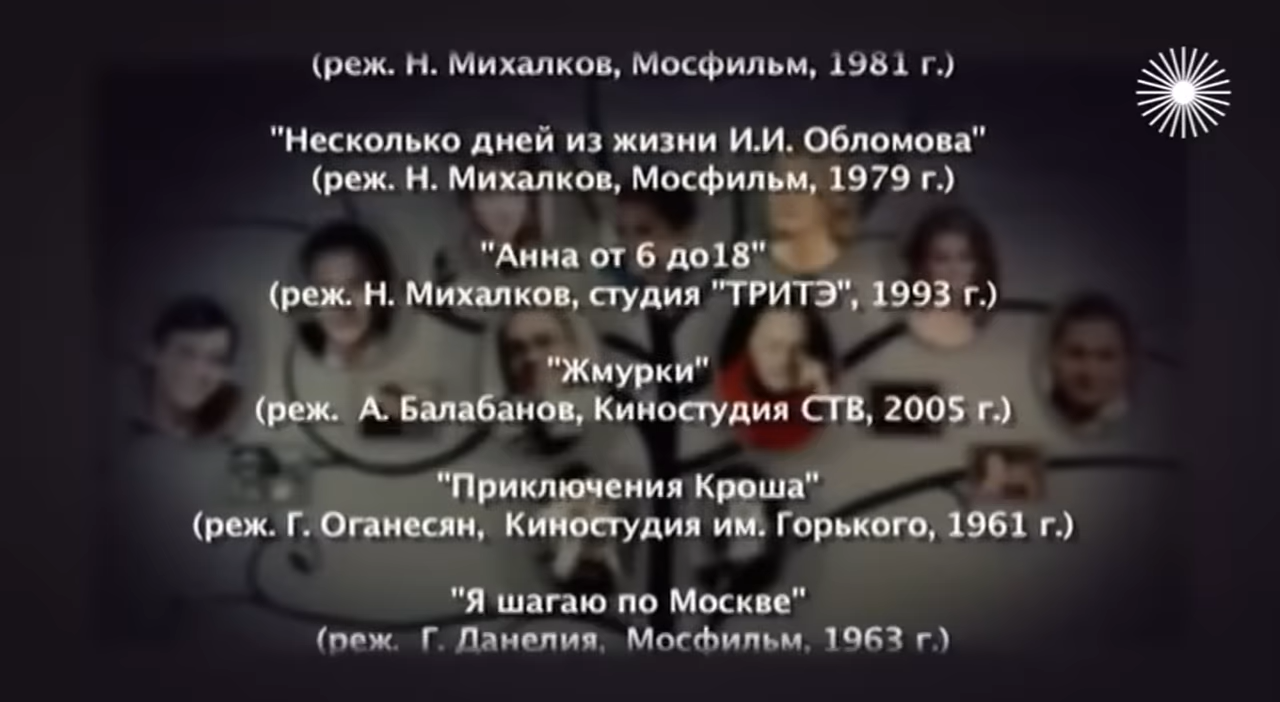 (реж. Н. Михалков, Мосфильм, 1981 г.)
"Несколько дней из жизни И.И. Обломова"
(реж. Н. Михалков, Мосфильм, 1979 г.)
"Анна от 6 до18"
(реж. Н. Михалков, студия "ТРИТЭ", 1993 г.)
"Жмурки"
(реж.  А. Балабанов, Киностудия СТВ, 2005 г.)
"Приключения Кроша"
(реж. Г. Оганесян,  Киностудия им. Горького, 1961 г.)
"Я шагаю по Москве"
(реж.  Г. Данелия,  Мосфильм, 1963 г.)